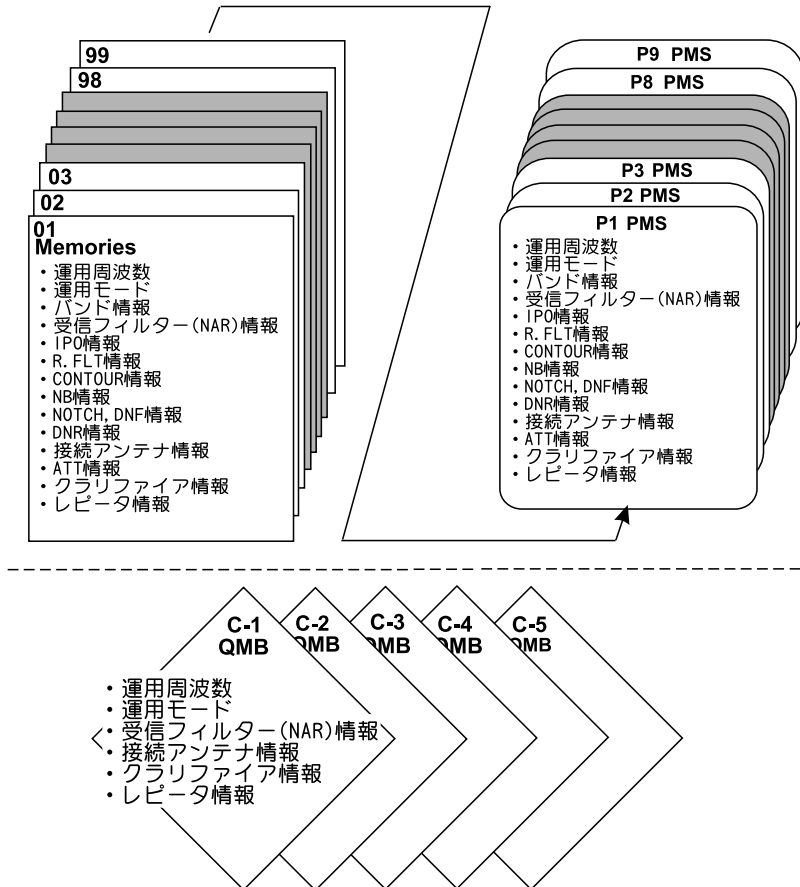 99
98
03
02
01
Memories
・運用周波数
・運用モード
・バンド情報
・受信フィルター(NAR)情報
・IPO情報
・R.FLT情報
・CONTOUR情報
・NB情報
・NOTCH,DNF情報
・DNR情報
・接続アンテナ情報
・ATT情報
・クラリファイア情報
・レピータ情報
P9 PMS
P8 PMS
P3 PMS
P2 PMS
P1 PMS
・運用周波数
・運用モード
・バンド情報
・受信フィルター(NAR)情報
・IPO情報
・R.FLT情報
・CONTOUR情報
・NB情報
・NOTCH,DNF情報
・DNR情報
・接続アンテナ情報
・ATT情報
・クラリファイア情報
・レピータ情報
C-1 C-2 C-3 C-4 C-5
QMB QMB QMB QMB QMB
・運用周波数
・運用モード
・受信フィルター(NAR)情報
・接続アンテナ情報
・クラリファイア情報
・レピータ情報